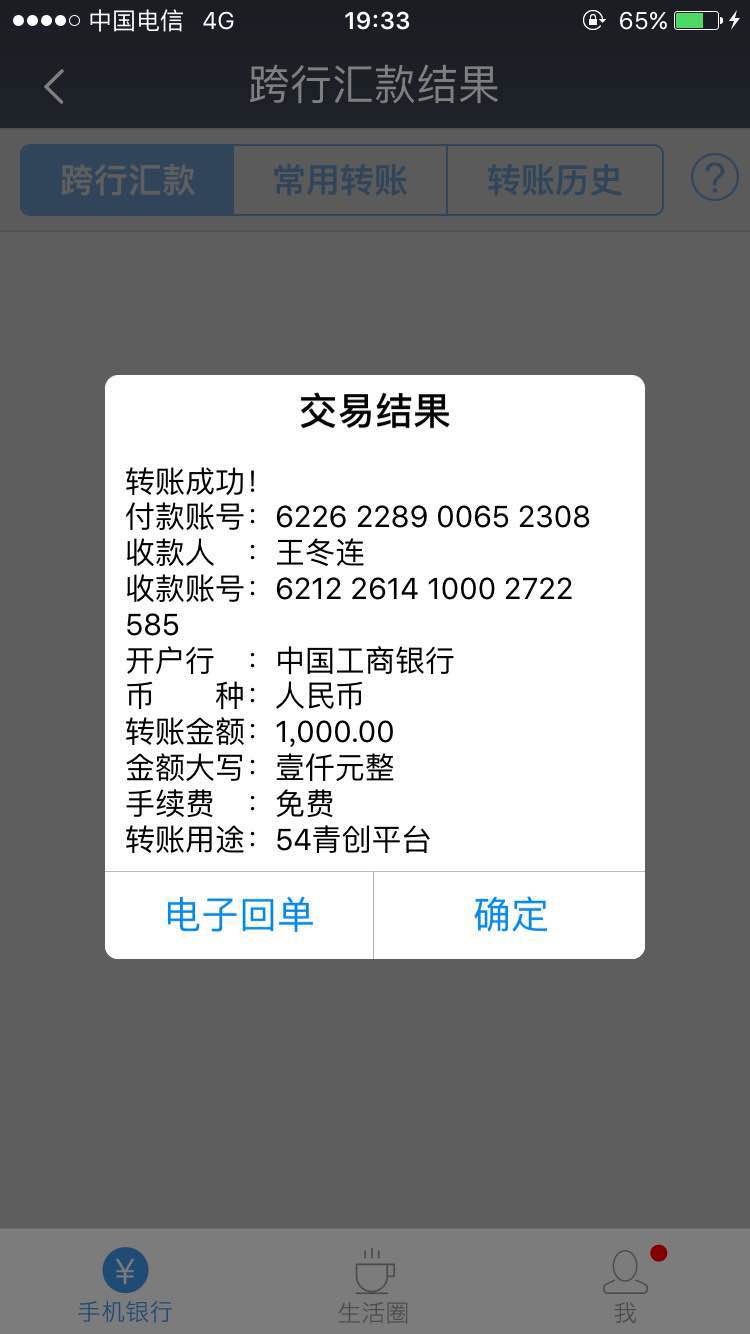 中国电信 4G 19:33 65%
跨行汇款结果
跨行汇款 常用转账 转账历史 ?
交易结果
转账成功!
付款账号: 6226 2289 0065 2308
收款人 : 王冬连
收款账号: 6212 2614 1000 2722
585
开户行 : 中国工商银行
币 种: 人民币
转账金额: 1,000.00
金额大写: 壹仟元整
手续费 : 免费
转账用途: 54青创平台
电子回单 确定
¥
手机银行 生活圈 我